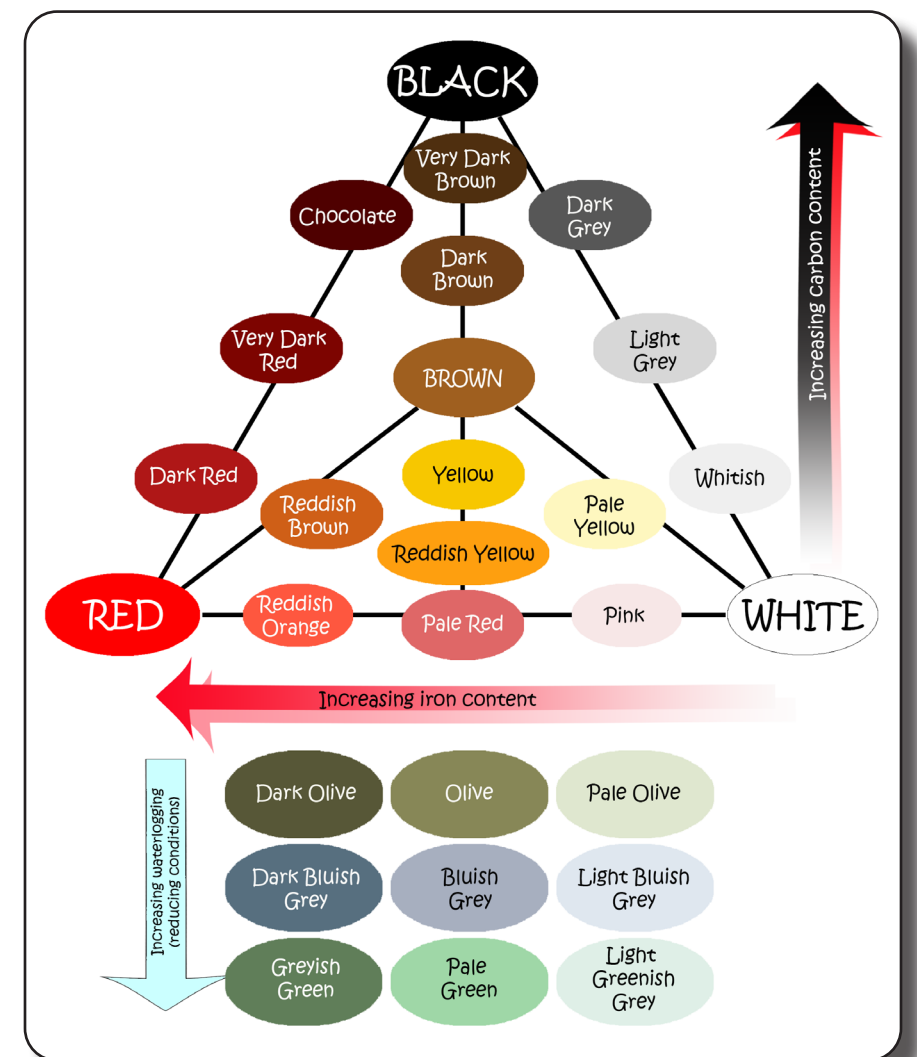 BLACK
Very Dark
Brown
Chocolate
Dark
Grey
Dark
Brown
Very Dark
Red
Light
Grey
BROWN
Increasing carbon content
Dark Red
Yellow
Whitish
Reddish
Brown
Pale
Yellow
Reddish Yellow
RED
Reddish
Orange
Pale Red
Pink
WHITE
Increasing iron content
Increasing waterlogging
(reducing conditions)
Dark Olive
Olive
Pale Olive
Dark Bluish
Grey
Bluish
Grey
Light Bluish
Grey
Greyish
Green
Pale
Green
Light
Greenish
Grey